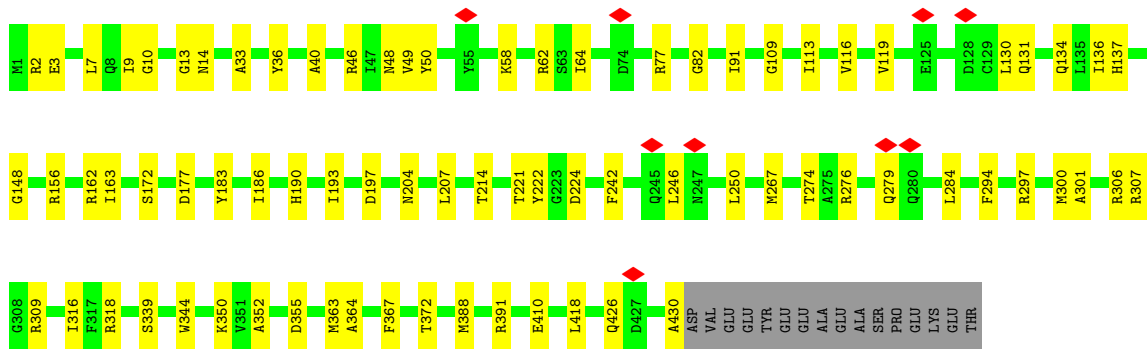 M1 R2 E3 L7 Q8 I9 G10 G13 N14 A33 Y36 A40 R46 I47 N48 V49 Y50 Y55 K58 R62 S63 I64 D74 R77 G82 I91 G109 I113 V116 V119 E125 D128 C129 L130 Q131 Q134 L135 I136 H137
G148 R156 R162 I163 S172 D177 Y183 I186 H190 I193 D197 N204 L207 T214 T221 Y222 G223 D224 F242 Q245 L246 N247 L250 M267 T274 A275 R276 Q279 Q280 L284 F294 R297 M300 A301 R306 R307
G308 R309 I316 F317 R318 S339 W344 K350 V351 A352 D355 M363 A364 F367 T372 M388 R391 E410 L418 Q426 D427 A430 ASP VAL GLU GLU TYR GLU GLU ALA GLU ALA SER PRO GLU LYS GLU THR